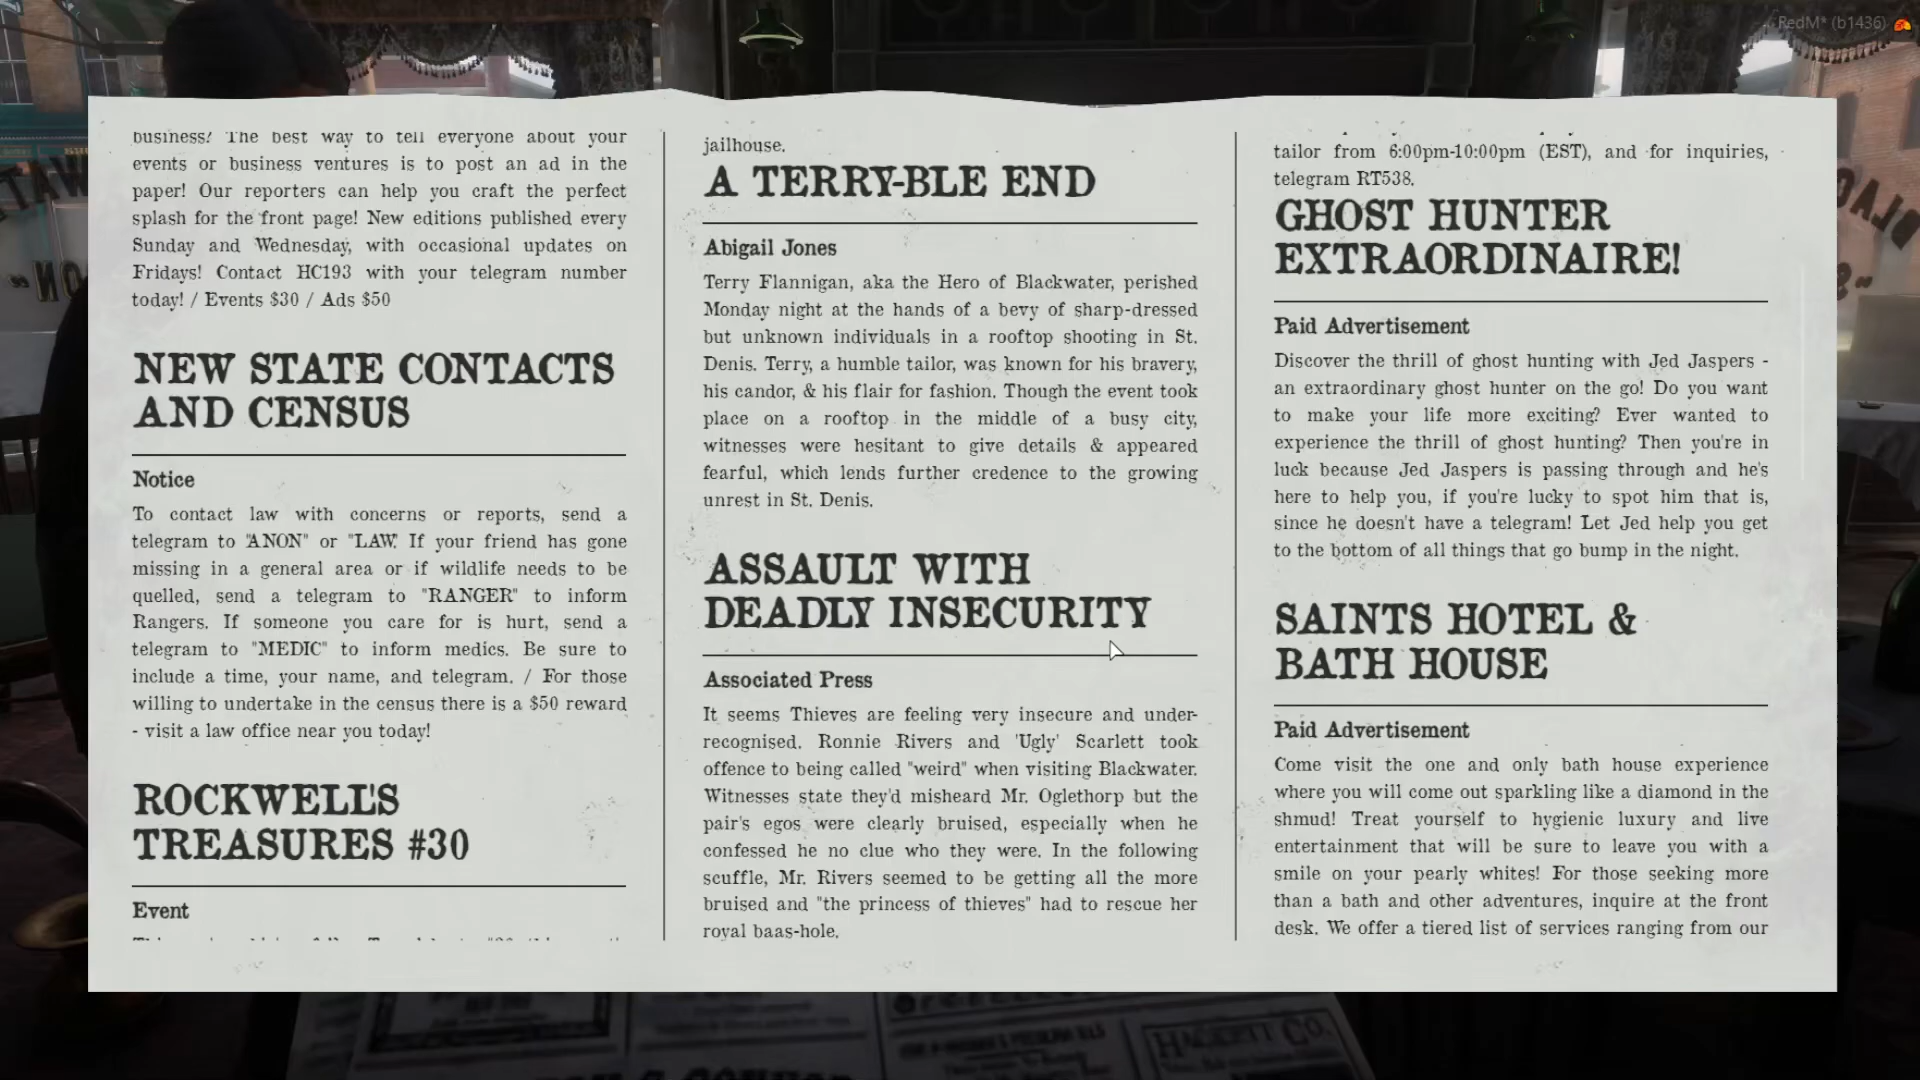 RedM* (b1436)
business? The best way to tell everyone about your
events or business ventures is to post an ad in the
paper! Our reporters can help you craft the perfect
splash for the front page! New editions published every
Sunday and Wednesday, with occasional updates on
Fridays! Contact HC193 with your telegram number
today! / Events $30 / Ads $50
NEW STATE CONTACTS
AND CENSUS
Notice
To contact law with concerns or reports, send a
telegram to "ANON" or "LAW." If your friend has gone
missing in a general area or if wildlife needs to be
quelled, send a telegram to "RANGER" to inform
Rangers. If someone you care for is hurt, send a
telegram to "MEDIC" to inform medics. Be sure to
include a time, your name, and telegram. / For those
willing to undertake in the census there is a $50 reward
- visit a law office near you today!
ROCKWELL'S
TREASURES #30
Event
jailhouse.
A TERRY-BLE END
Abigail Jones
Terry Flannigan, aka the Hero of Blackwater, perished
Monday night at the hands of a bevy of sharp-dressed
but unknown individuals in a rooftop shooting in St.
Denis. Terry, a humble tailor, was known for his bravery,
his candor, & his flair for fashion. Though the event took
place on a rooftop in the middle of a busy city,
witnesses were hesitant to give details & appeared
fearful, which lends further credence to the growing
unrest in St. Denis.
ASSAULT WITH
DEADLY INSECURITY
Associated Press
It seems Thieves are feeling very insecure and under-
recognised. Ronnie Rivers and 'Ugly' Scarlett took
offence to being called "weird" when visiting Blackwater.
Witnesses state they'd misheard Mr. Oglethorp but the
pair's egos were clearly bruised, especially when he
confessed he no clue who they were. In the following
scuffle, Mr. Rivers seemed to be getting all the more
bruised and "the princess of thieves" had to rescue her
royal baas-hole.
tailor from 6:00pm-10:00pm (EST), and for inquiries,
telegram RT538.
GHOST HUNTER
EXTRAORDINAIRE!
Paid Advertisement
Discover the thrill of ghost hunting with Jed Jaspers -
an extraordinary ghost hunter on the go! Do you want
to make your life more exciting? Ever wanted to
experience the thrill of ghost hunting? Then you're in
luck because Jed Jaspers is passing through and he's
here to help you, if you're lucky to spot him that is,
since he doesn't have a telegram! Let Jed help you get
to the bottom of all things that go bump in the night.
SAINTS HOTEL &
BATH HOUSE
Paid Advertisement
Come visit the one and only bath house experience
where you will come out sparkling like a diamond in the
shmud! Treat yourself to hygienic luxury and live
entertainment that will be sure to leave you with a
smile on your pearly whites! For those seeking more
than a bath and other adventures, inquire at the front
desk. We offer a tiered list of services ranging from our